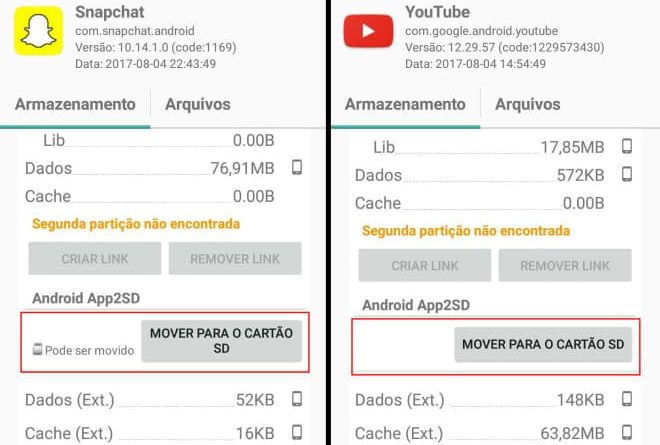 Snapchat
com.snapchat.android
Versão: 10.14.1.0 (code:1169)
Data: 2017-08-04 22:43:49
Armazenamento
Arquivos
Lib 0.00B
Dados 76,91MB
Cache 0.00B
Segunda partição não encontrada
CRIAR LINK
REMOVER LINK
Android App2SD
Pode ser movido
MOVER PARA O CARTÃO
SD
Dados (Ext.) 52KB
Cache (Ext.) 16KB
YouTube
com.google.android.youtube
Versão: 12.29.57 (code:1229573430)
Data: 2017-08-04 14:54:49
Armazenamento
Arquivos
Lib 17,85MB
Dados 572KB
Cache 0.00B
Segunda partição não encontrada
CRIAR LINK
REMOVER LINK
Android App2SD
MOVER PARA O CARTÃO SD
Dados (Ext.) 148KB
Cache (Ext.) 63,82MB